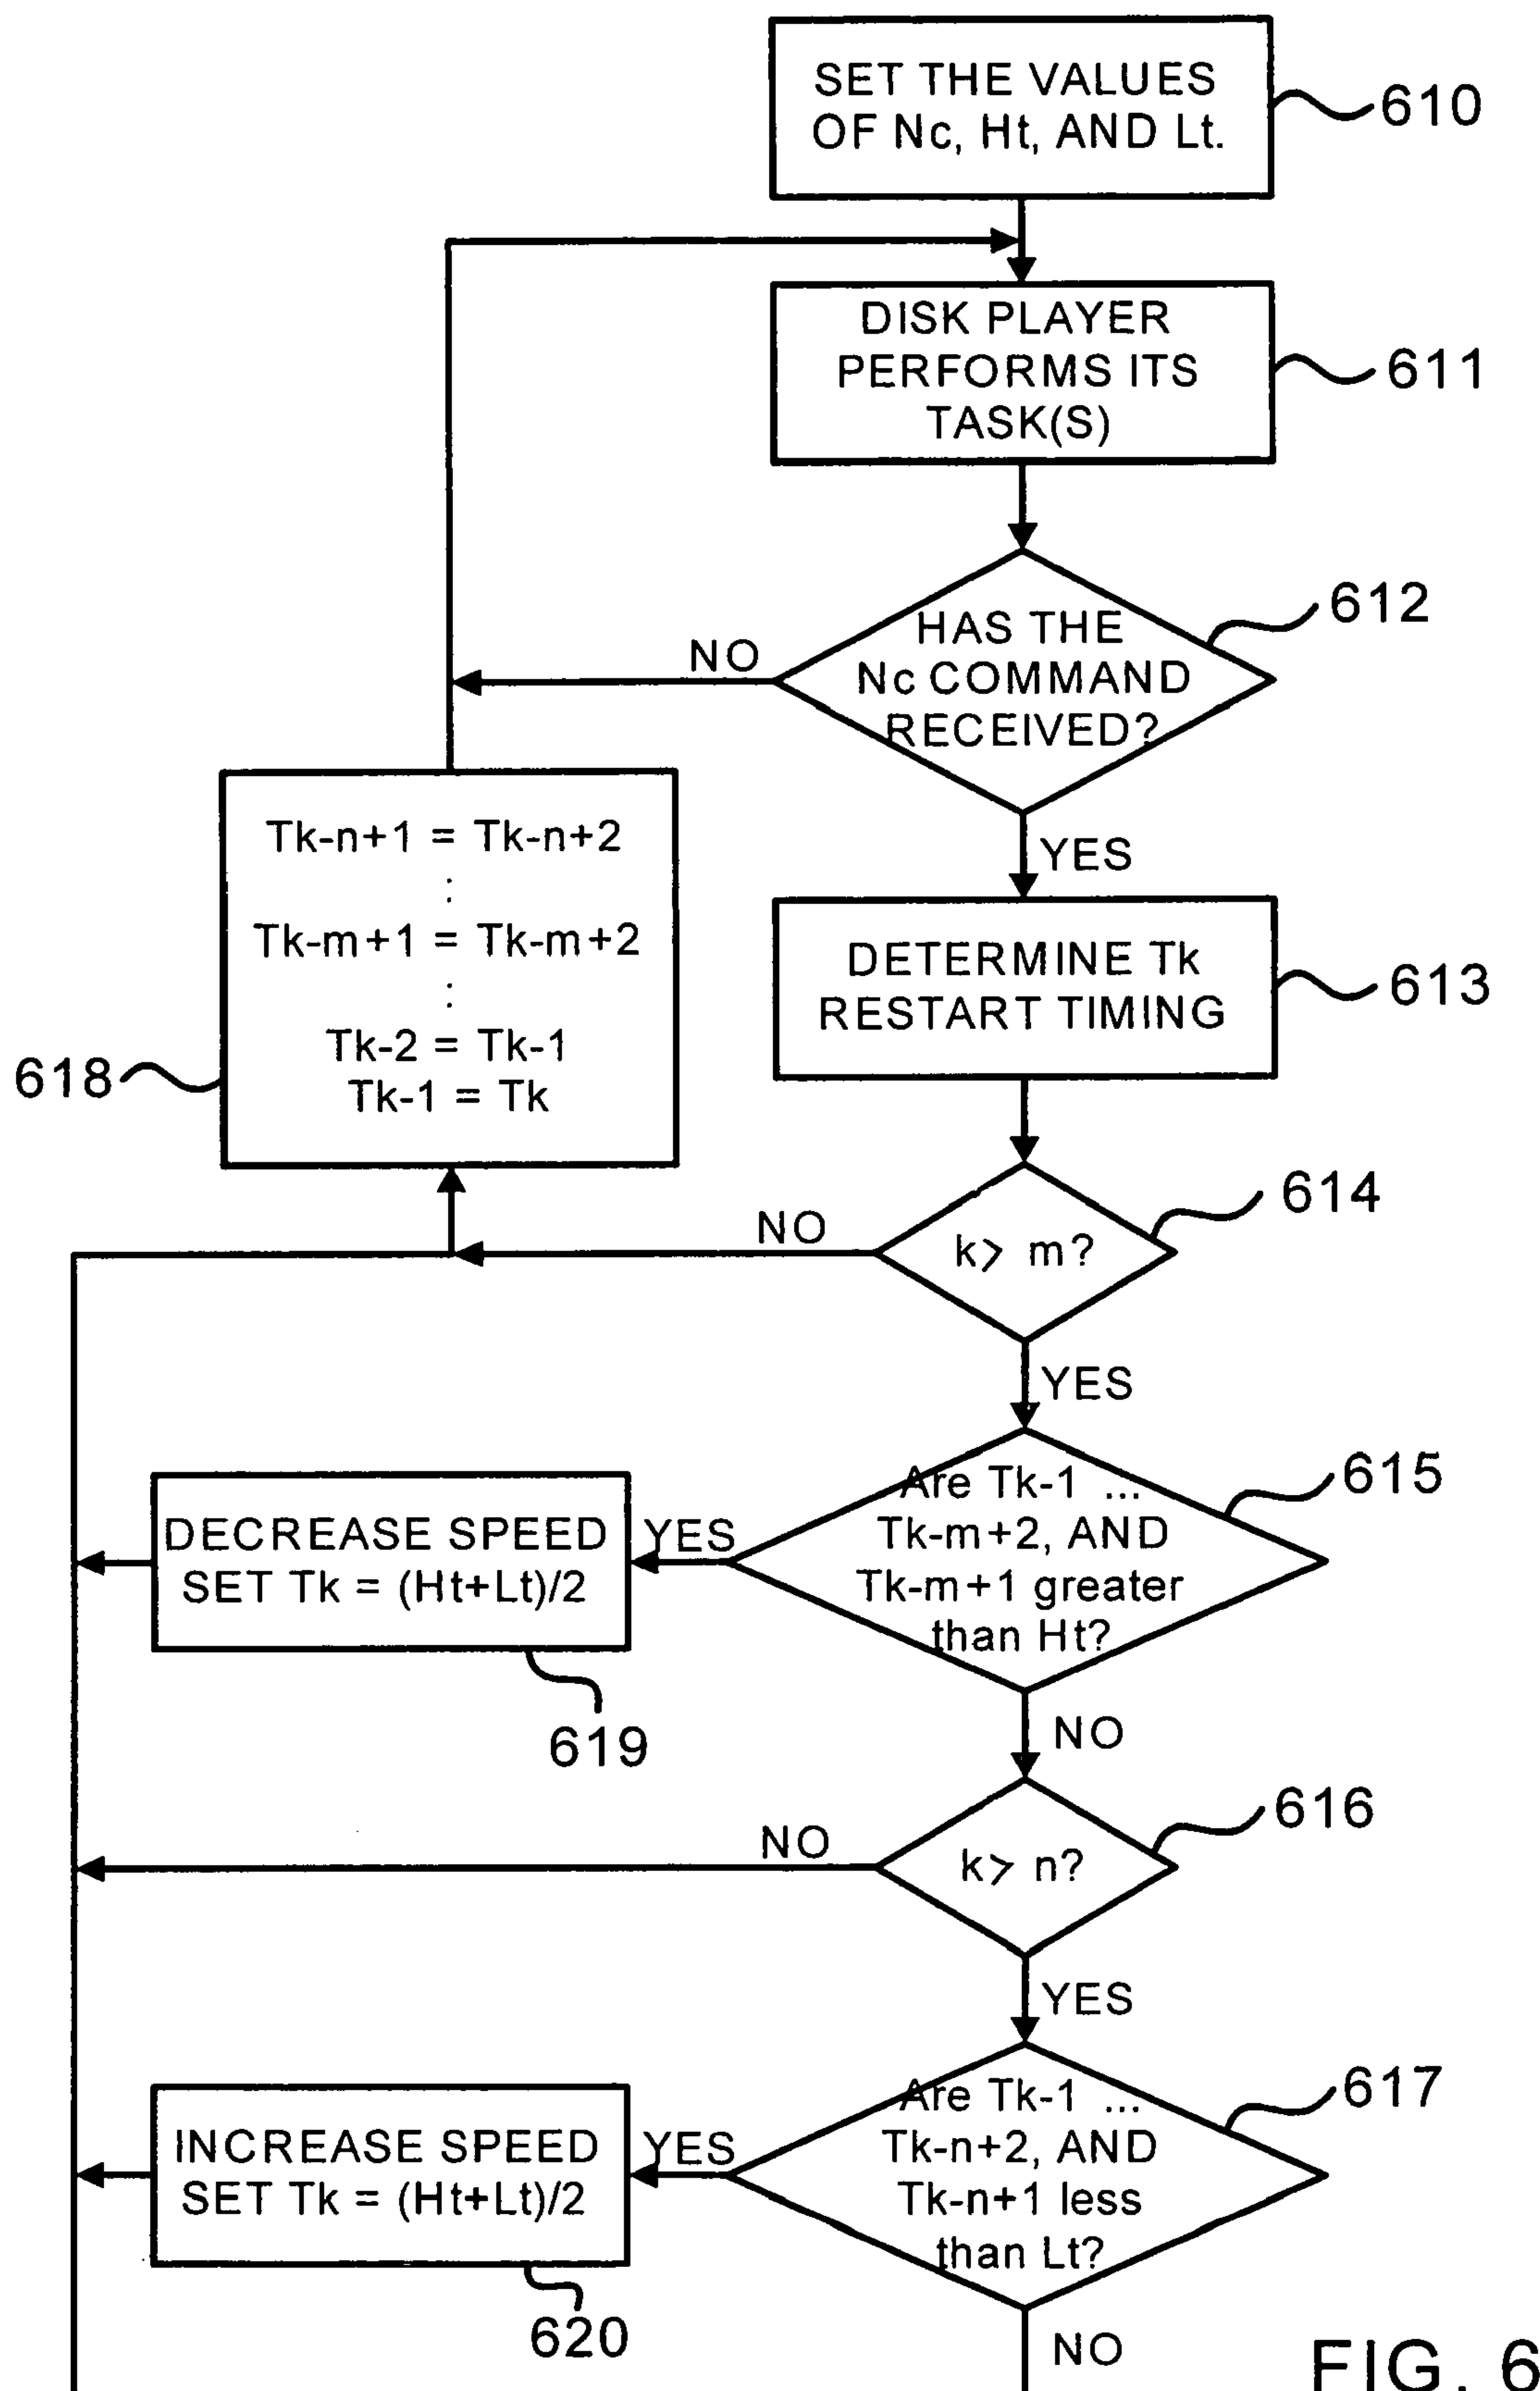 SET THE VALUES
OF Nc, Ht, AND Lt.
610
DISK PLAYER
PERFORMS ITS
TASK(S)
611
HAS THE
Nc COMMAND
RECEIVED?
612
NO
YES
Tk-n+1 = Tk-n+2
:
Tk-m+1 = Tk-m+2
:
Tk-2 = Tk-1
Tk-1 = Tk
618
DETERMINE Tk
RESTART TIMING
613
k> m?
614
NO
YES
Are Tk-1 ...
Tk-m+2, AND
Tk-m+1 greater
than Ht?
615
YES
DECREASE SPEED
SET Tk = (Ht+Lt)/2
619
NO
k> n?
616
NO
YES
Are Tk-1 ...
Tk-n+2, AND
Tk-n+1 less
than Lt?
617
YES
INCREASE SPEED
SET Tk = (Ht+Lt)/2
620
NO
FIG. 6